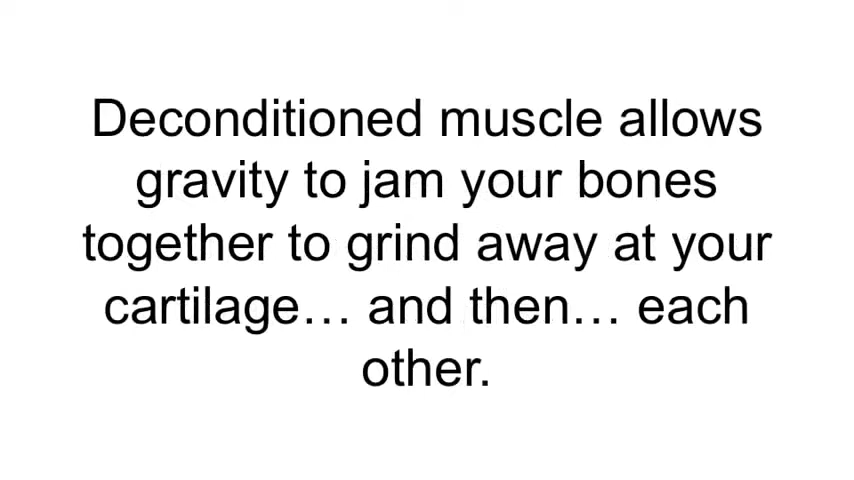 Deconditioned muscle allows
gravity to jam your bones
together to grind away at your
cartilage… and then… each
other.